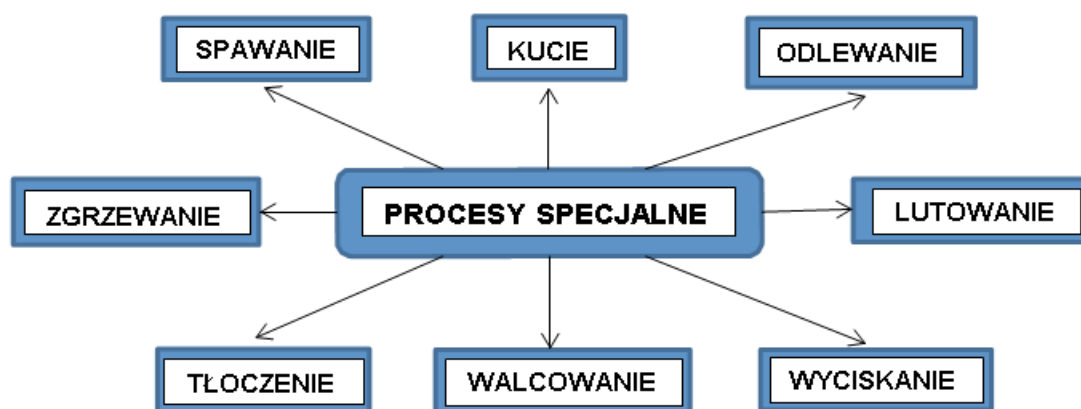 SPAWANIE
KUCIE
ODLEWANIE
ZGRZEWANIE
PROCESY SPECJALNE
LUTOWANIE
TŁOCZENIE
WALCOWANIE
WYCISKANIE